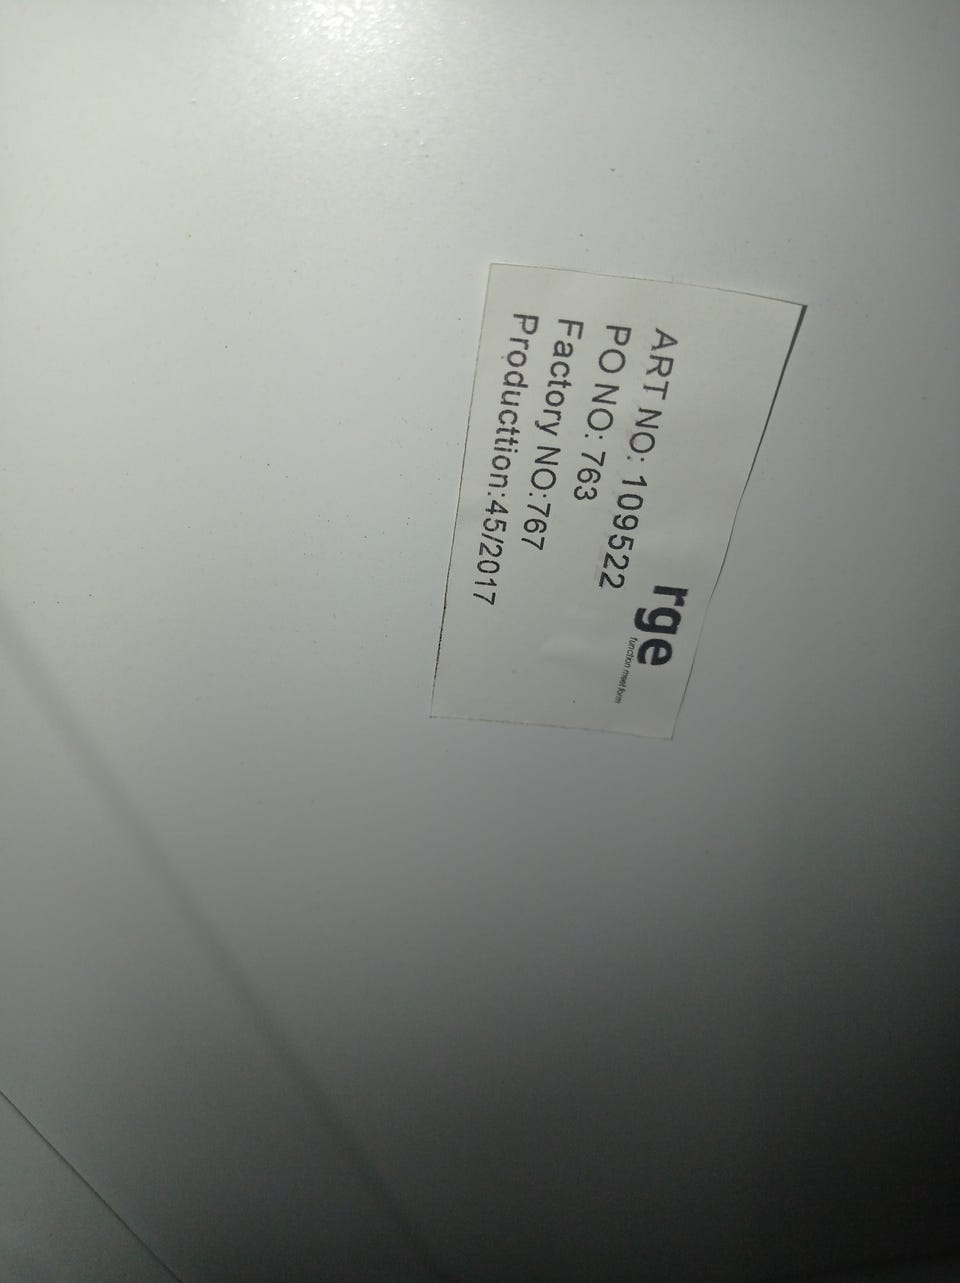 rge
function meet form
ART NO: 109522
PO NO: 763
Factory NO:767
Producttion:45/2017